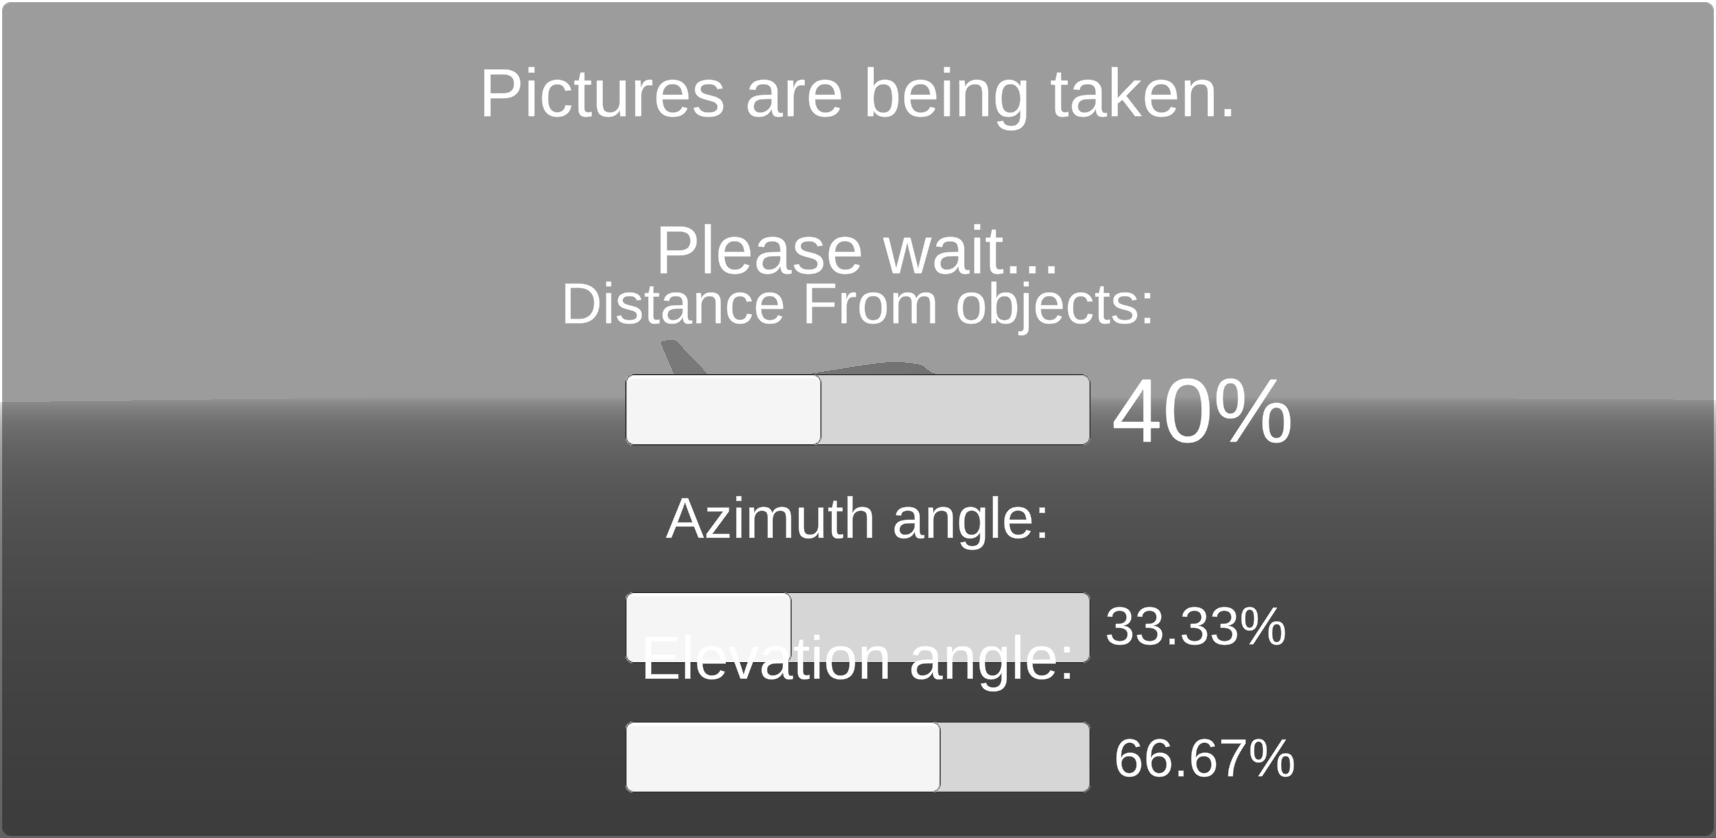 Pictures are being taken.
Please wait...
Distance From objects:
40%
Azimuth angle:
33.33%
Elevation angle:
66.67%